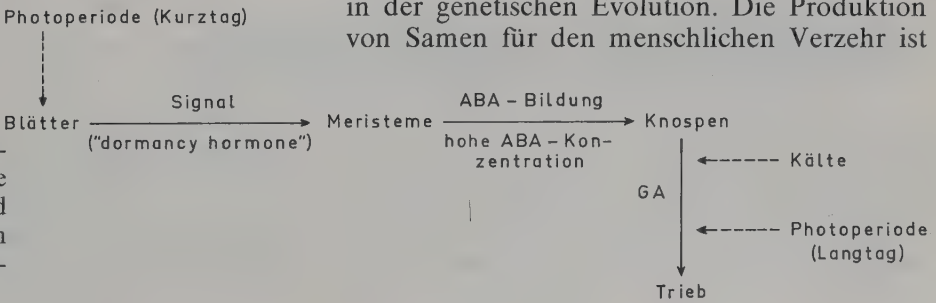 in der genetischen Evolution. Die Produktion
von Samen für den menschlichen Verzehr ist
Photoperiode (Kurztag)
Blätter
Signal
("dormancy hormone")
Meristeme
ABA – Bildung
hohe ABA – Kon-
zentration
Knospen
Kälte
GA
Photoperiode
(Langtag)
Trieb